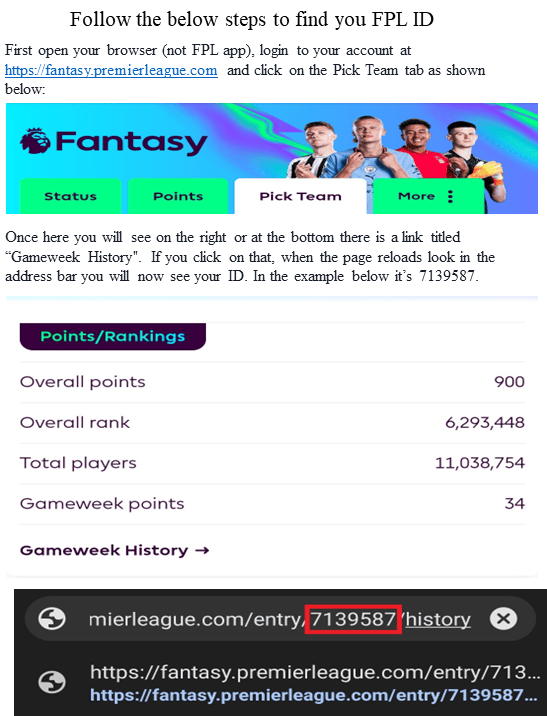 Follow the below steps to find you FPL ID
First open your browser (not FPL app), login to your account at
https://fantasy.premierleague.com and click on the Pick Team tab as shown
below:
Fantasy
Status Points Pick Team More
Once here you will see on the right or at the bottom there is a link titled
“Gameweek History". If you click on that, when the page reloads look in the
address bar you will now see your ID. In the example below it’s 7139587.
Points/Rankings
Overall points 900
Overall rank 6,293,448
Total players 11,038,754
Gameweek points 34
Gameweek History →
mierleague.com/entry/7139587/history
https://fantasy.premierleague.com/entry/713...
https://fantasy.premierleague.com/entry/7139587...